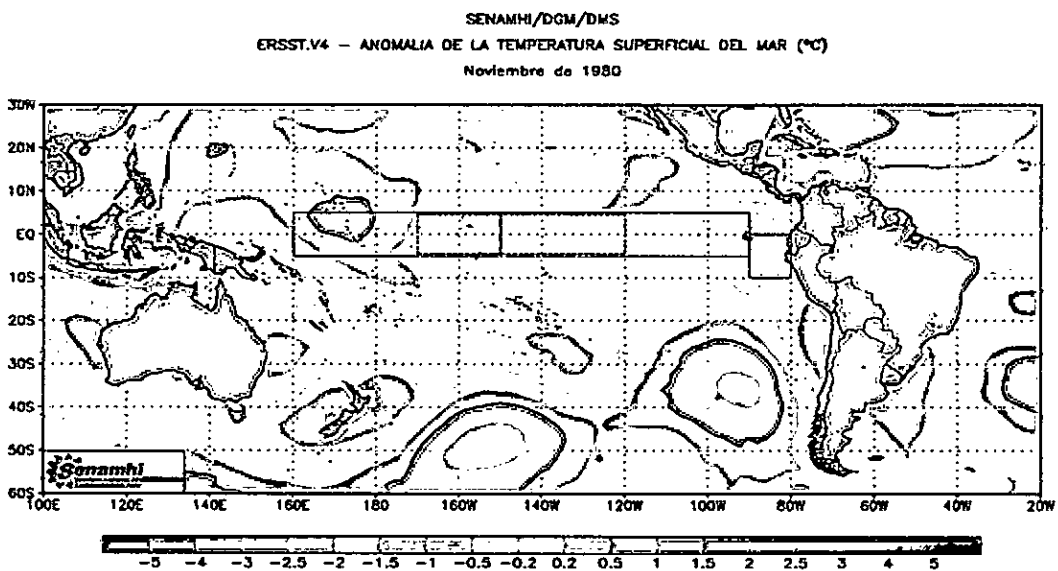 SENAMHI/DGM/DMS
ERSST.V4 – ANOMALIA DE LA TEMPERATURA SUPERFICIAL DEL MAR (ºC)
Noviembre de 1980
30N
20N
10N
EQ
10S
20S
30S
40S
50S
60S
Senamhi
100E 120E 140E 160E 180 160W 140W 120W 100W 80W 60W 40W 20W
-5 -4 -3 -2 -1.5 -1 -0.5 -0.2 0.2 0.5 1 1.5 2 2.5 3 4 5